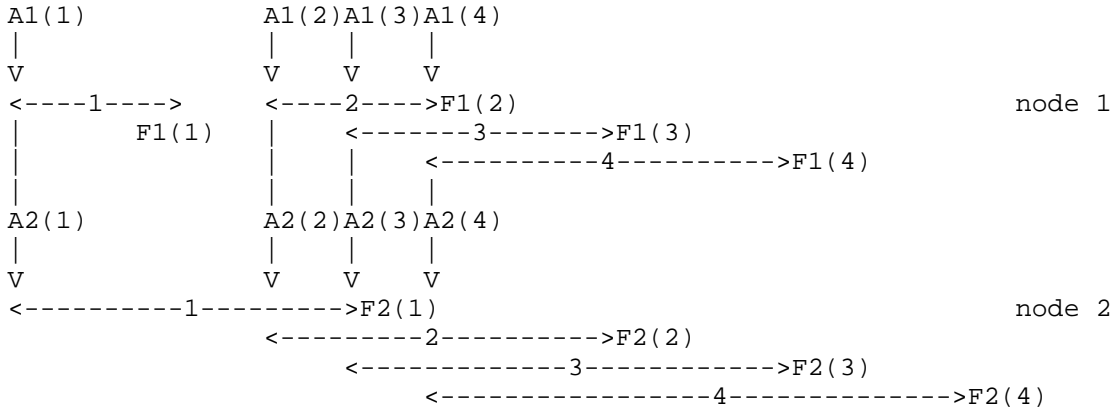 A1(1)           A1(2)A1(3)A1(4)
|               |    |    |
V               V    V    V
<----1---->     <----2---->F1(2)                                node 1
|       F1(1)   |    <-------3------->F1(3)
|               |    |    <----------4---------->F1(4)
|               |    |    |
A2(1)           A2(2)A2(3)A2(4)
|               |    |    |
V               V    V    V
<----------1--------->F2(1)                                     node 2
                <---------2---------->F2(2)
                     <-------------3------------>F2(3)
                          <-----------------4-------------->F2(4)